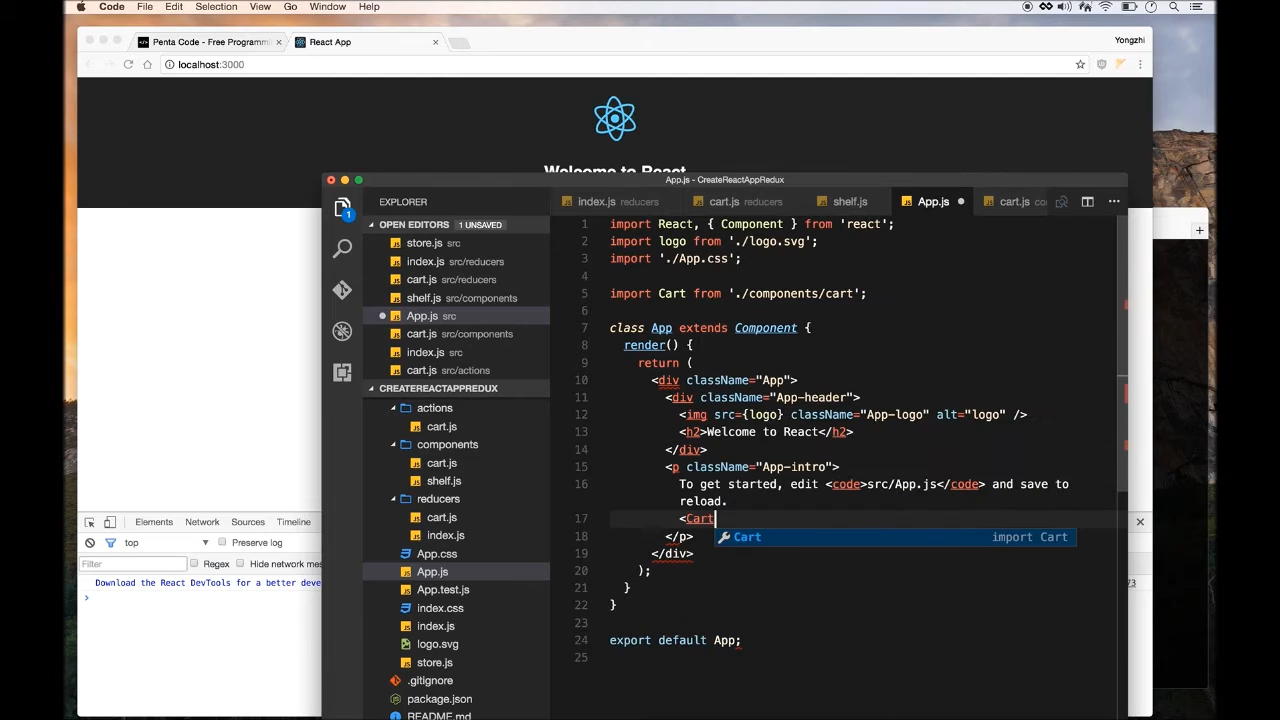 Code File Edit Selection View Go Window Help
Penta Code - Free Programmi
React App
Yongzhi
localhost:3000
Welcome to React
App.js - CreateReactAppRedux
EXPLORER
OPEN EDITORS 1 UNSAVED
store.js src
index.js src/reducers
cart.js src/reducers
shelf.js src/components
App.js src
cart.js src/components
index.js src
cart.js src/actions
CREATEREACTAPPREDUX
actions
cart.js
components
cart.js
shelf.js
reducers
cart.js
index.js
App.css
App.js
App.test.js
index.css
index.js
logo.svg
store.js
.gitignore
package.json
README.md
1
index.js reducers
cart.js reducers
shelf.js
App.js
cart.js co
1 import React, { Component } from 'react';
2 import logo from './logo.svg';
3 import './App.css';
4
5 import Cart from './components/cart';
6
7 class App extends Component {
8 render() {
9 return (
10 <div className="App">
11 <div className="App-header">
12 <img src={logo} className="App-logo" alt="logo" />
13 <h2>Welcome to React</h2>
14 </div>
15 <p className="App-intro">
16 To get started, edit <code>src/App.js</code> and save to
reload.
17 <Cart
Cart import Cart
18 </p>
19 </div>
20 );
21 }
22 }
23
24 export default App;
25
Elements Network Sources Timeline
top
Preserve log
Filter
Regex
Hide network mes
Download the React DevTools for a better deve
73